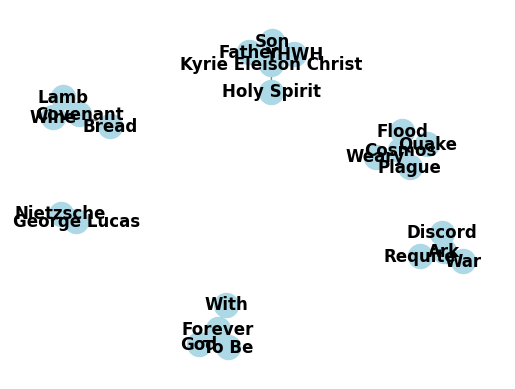 Son
Father
YHWH
Kyrie Eleison Christ
Holy Spirit
Lamb
Covenant
Wine
Bread
Flood
Quake
Cosmos
Weary
Plague
Nietzsche
George Lucas
Discord
Ark
Requite
War
With
Forever
God
To Be